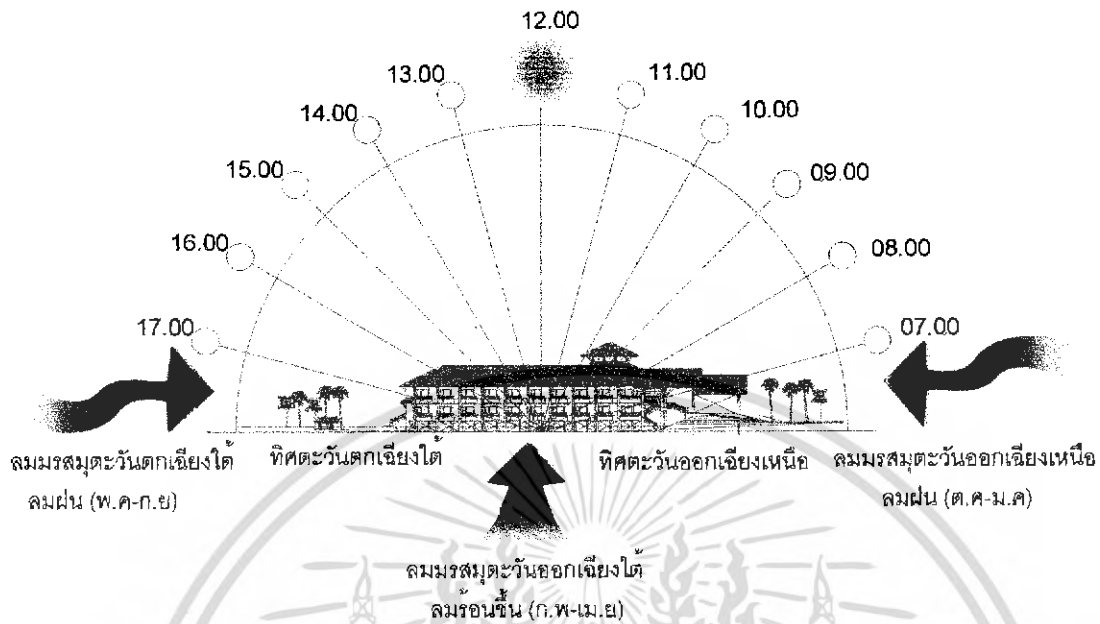 12.00
13.00
11.00
14.00
10.00
15.00
09.00
16.00
08.00
17.00
07.00
ลมมรสุมตะวันตกเฉียงใต้
ทิศตะวันตกเฉียงใต้
ทิศตะวันออกเฉียงเหนือ
ลมมรสุมตะวันออกเฉียงเหนือ
ลมฝน (พ.ค-ก.ย)
ลมฝน (ต.ค-ม.ค)
ลมมรสุมตะวันออกเฉียงใต้
ลมร้อนชื้น (ก.พ-เม.ย)